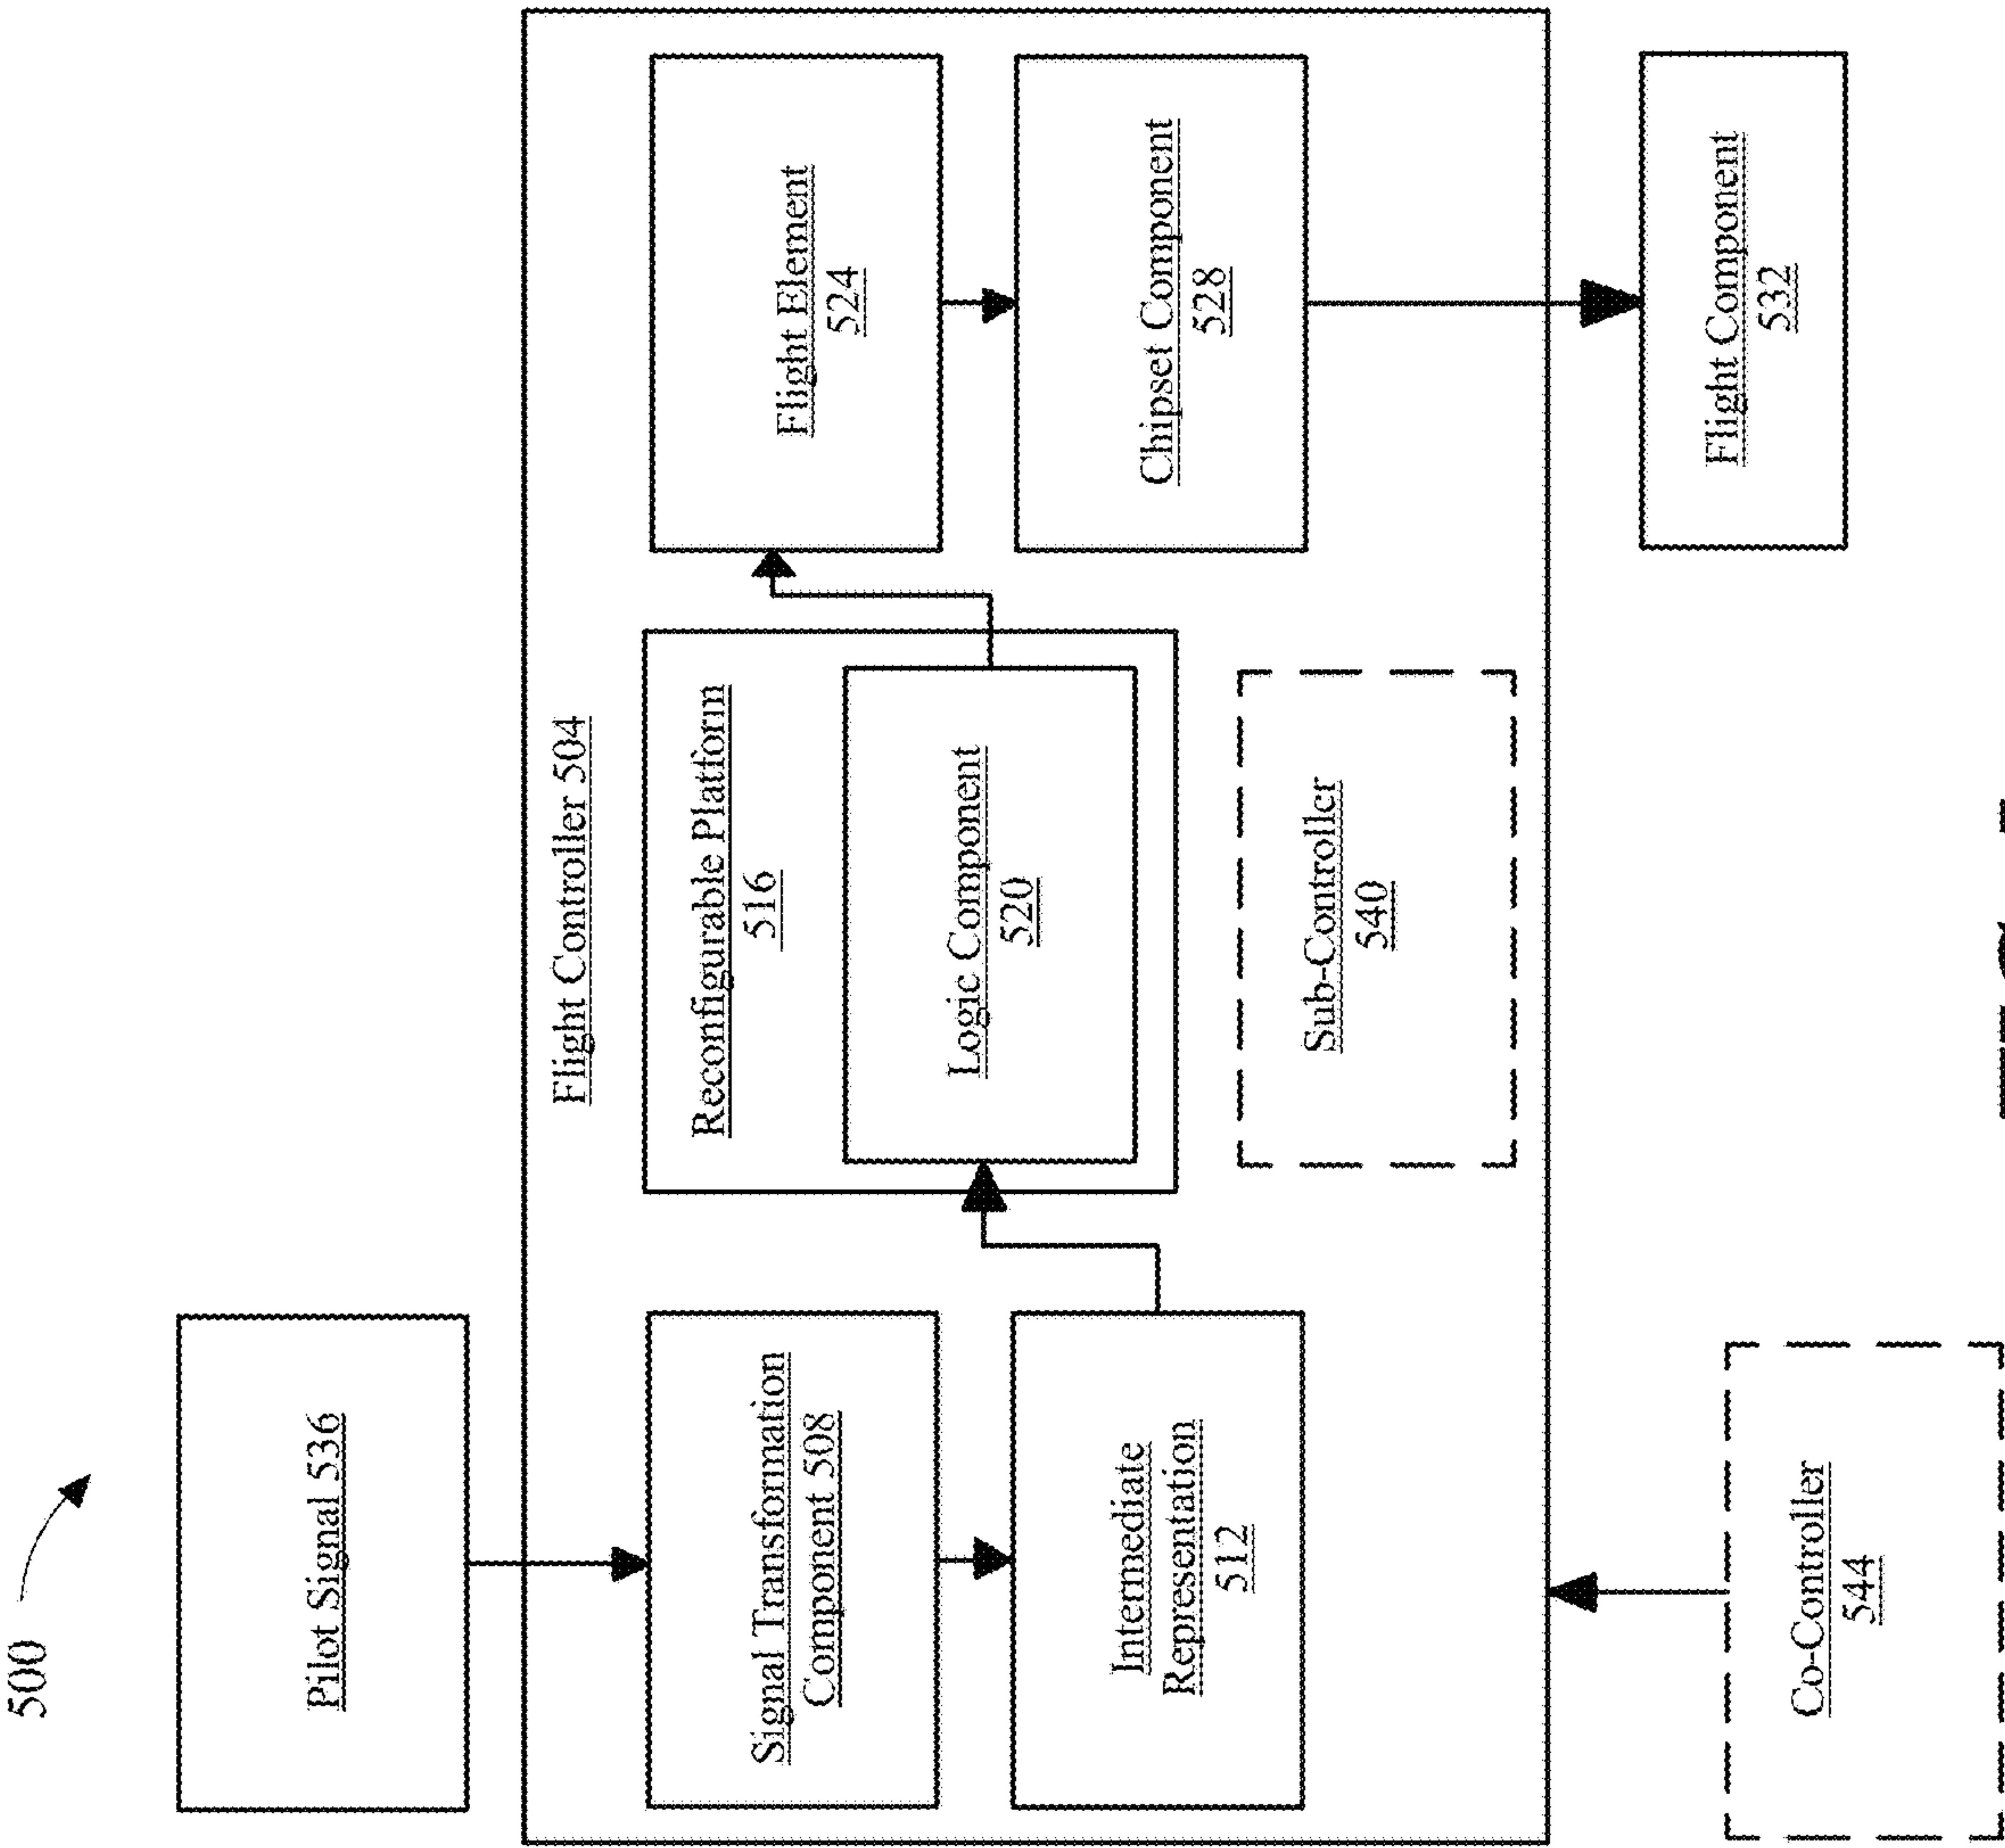 500
Pilot Signal 536
Flight Controller 504
Signal Transformation
Component 508
Intermediate
Representation
512
Reconfigurable Platform
516
Logic Component
520
Sub-Controller
540
Flight Element
524
Chipset Component
528
Co-Controller
544
Flight Component
532